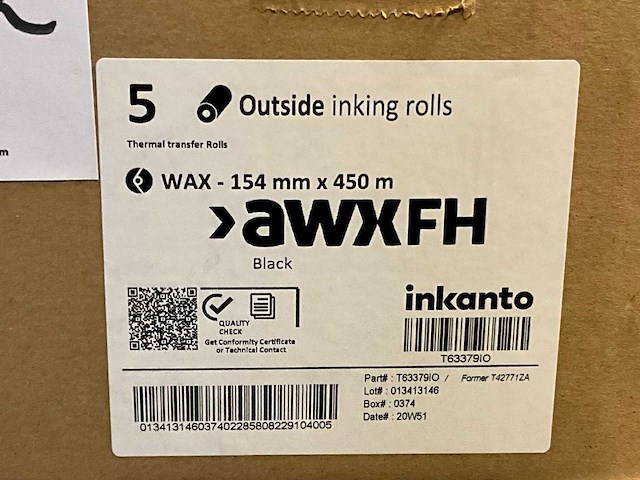 m
5 Outside inking rolls
Thermal transfer Rolls
WAX - 154 mm x 450 m
awxFH
Black
inkanto
QUALITY
CHECK
Get Conformity Certificate
or Technical Contact
T63379IO
Part# : T63379IO / Former T42771ZA
Lot# : 013413146
Box# : 0374
Date# : 20W51
01341314603740228580822910400​5